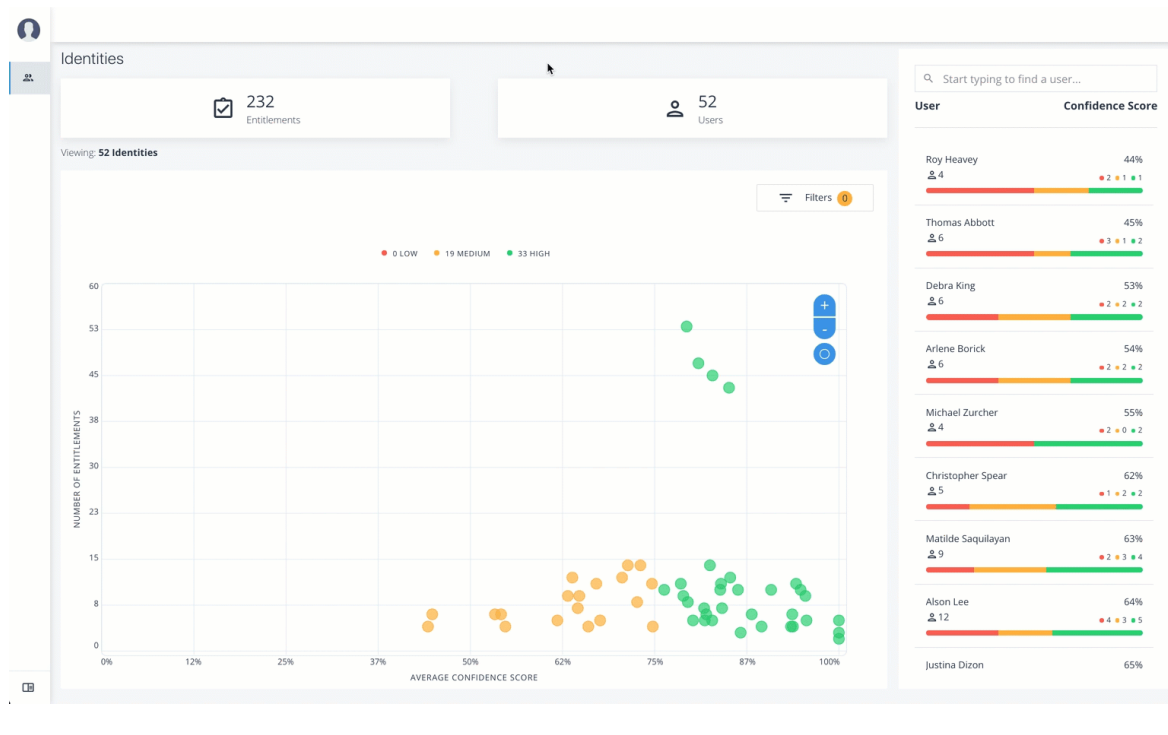 Identities
232
Entitlements
52
Users
Viewing: 52 Identities
Filters 0
0 LOW 19 MEDIUM 33 HIGH
+
-
60
53
45
38
30
23
15
8
0
NUMBER OF ENTITLEMENTS
0% 12% 25% 37% 50% 62% 75% 87% 100%
AVERAGE CONFIDENCE SCORE
Start typing to find a user...
User Confidence Score
Roy Heavey 44%
4 2 1 1
Thomas Abbott 45%
6 3 1 2
Debra King 53%
6 2 2 2
Arlene Borick 54%
6 2 2 2
Michael Zurcher 55%
4 2 0 2
Christopher Spear 62%
5 1 2 2
Matilde Saquilayan 63%
9 2 3 4
Alson Lee 64%
12 4 3 5
Justina Dizon 65%